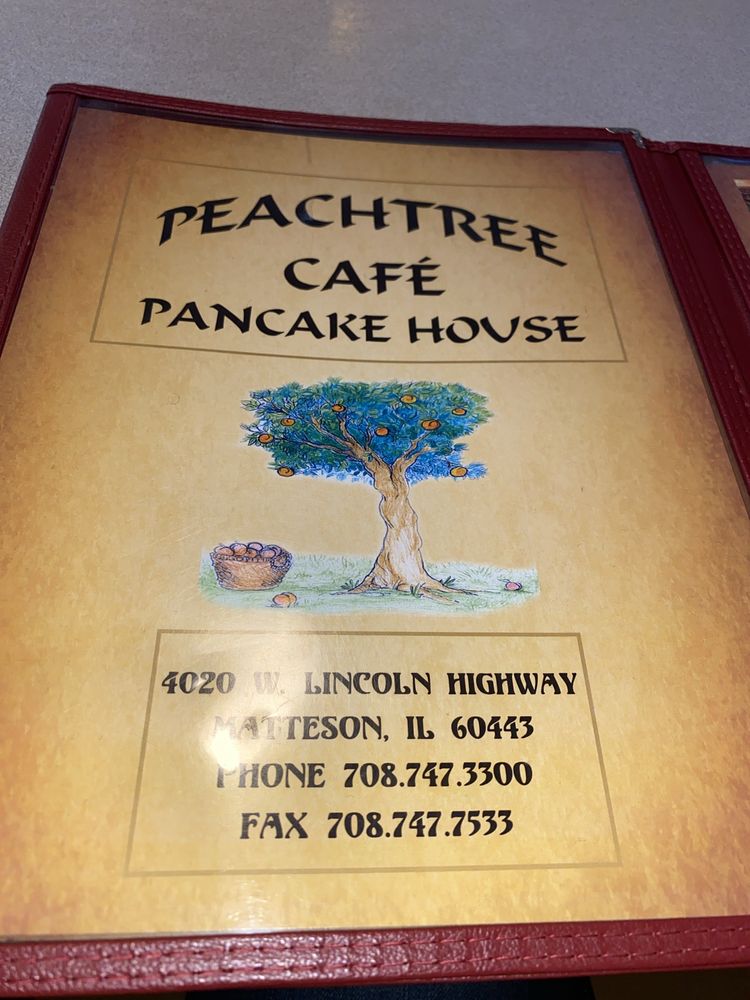 PEACHTREE
CAFÉ
PANCAKE HOUSE
4020 W. LINCOLN HIGHWAY
MATTESON, IL 60443
PHONE 708.747.3300
FAX 708.747.7533